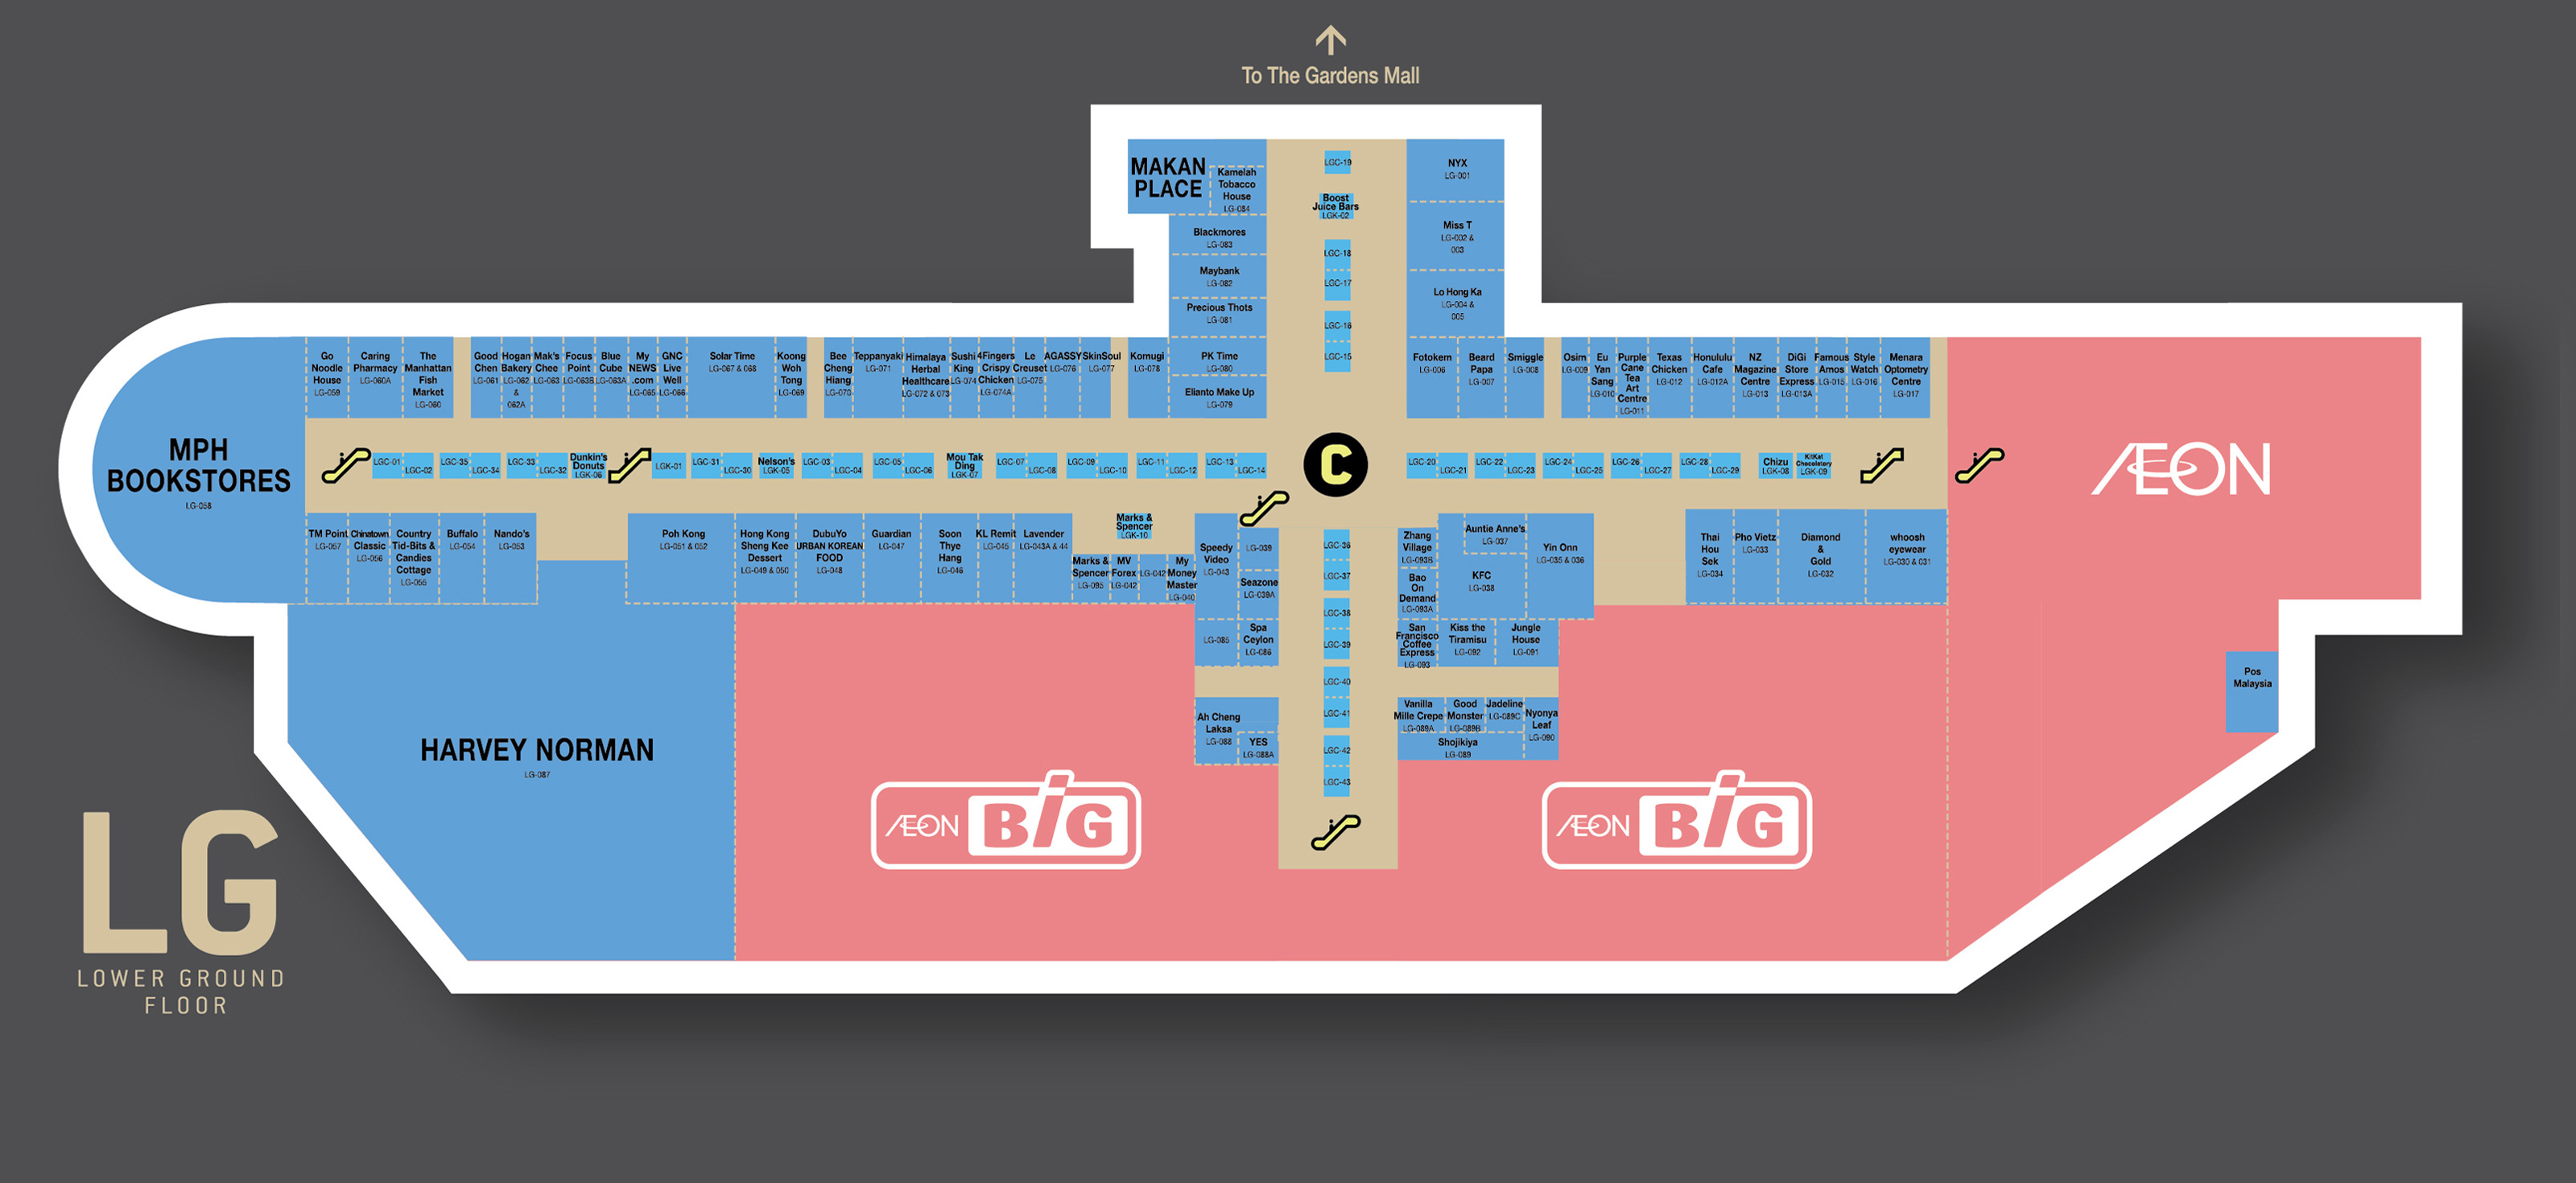 To The Gardens Mall
MAKAN
PLACE
Kamelah
Tobacco
House
LG-084
LGC-19
NYX
LG-001
Boost
Juice Bars
LGK-02
Blackmores
LG-083
Miss T
LG-002 &
003
LGC-18
Maybank
LG-082
LGC-17
Lo Hong Ka
LG-004 &
005
Precious Thots
LG-081
LGC-16
Go
Noodle
House
LG-059
Caring
Pharmacy
LG-060A
The
Manhattan
Fish
Market
LG-060
Good
Chen
LG-061
Hogan
Bakery
LG-062
&
062A
Mak's
Chee
LG-063
Focus
Point
LG-063B
Blue
Cube
LG-063A
My
NEWS
.com
LG-065
GNC
Live
Well
LG-066
Solar Time
LG-067 & 068
Koong
Woh
Tong
LG-069
Bee
Cheng
Hiang
LG-070
Teppanyaki
LG-071
Himalaya
Herbal
Healthcare
LG-072 & 073
Sushi
King
LG-074
4Fingers
Crispy
Chicken
LG-074A
Le
Creuset
LG-075
AGASSY
LG-076
SkinSoul
LG-077
Komugi
LG-078
PK Time
LG-080
Elianto Make Up
LG-079
LGC-15
Fotokem
LG-006
Beard
Papa
LG-007
Smiggle
LG-008
Osim
LG-009
Eu
Yan
Sang
LG-010
Purple
Cane
Tea
Art
Centre
LG-011
Texas
Chicken
LG-012
Honululu
Cafe
LG-012A
NZ
Magazine
Centre
LG-013
DiGi
Store
Express
LG-013A
Famous
Amos
LG-015
Style
Watch
LG-016
Menara
Optometry
Centre
LG-017
MPH
BOOKSTORES
LG-058
LGC-01
LGC-02
LGC-35
LGC-34
LGC-33
LGC-32
Dunkin's
Donuts
LGK-06
LGK-01
LGC-31
LGC-30
Nelson's
LGK-05
LGC-03
LGC-04
LGC-05
LGC-06
Mou Tak
Ding
LGK-07
LGC-07
LGC-08
LGC-09
LGC-10
LGC-11
LGC-12
LGC-13
LGC-14
C
LGC-20
LGC-21
LGC-22
LGC-23
LGC-24
LGC-25
LGC-26
LGC-27
LGC-28
LGC-29
Chizu
LGK-08
KitKat
Chocolatory
LGK-09
ÆON
TM Point
LG-057
Chinatown
Classic
LG-056
Country
Tid-Bits &
Candies
Cottage
LG-055
Buffalo
LG-054
Nando's
LG-053
Poh Kong
LG-051 & 052
Hong Kong
Sheng Kee
Dessert
LG-049 & 050
DubuYo
URBAN KOREAN
FOOD
LG-048
Guardian
LG-047
Soon
Thye
Hang
LG-046
KL Remit
LG-045
Lavender
LG-043A & 44
Marks &
Spencer
LGK-10
Marks &
Spencer
LG-095
MV
Forex
LG-042
LG-042
My
Money
Master
LG-040
Speedy
Video
LG-043
LG-039
Seazone
LG-039A
LG-085
Spa
Ceylon
LG-086
LGC-36
LGC-37
LGC-38
LGC-39
LGC-40
LGC-41
LGC-42
LGC-43
Zhang
Village
LG-093B
Bao
On
Demand
LG-093A
Auntie Anne's
LG-037
KFC
LG-038
Yin Onn
LG-035 & 036
San
Francisco
Coffee
Express
LG-093
Kiss the
Tiramisu
LG-092
Jungle
House
LG-091
Thai
Hou
Sek
LG-034
Pho Vietz
LG-033
Diamond
&
Gold
LG-032
whoosh
eyewear
LG-030 & 031
Pos
Malaysia
Ah Cheng
Laksa
LG-088
YES
LG-088A
Vanilla
Mille Crepe
LG-089A
Good
Monster
LG-089B
Jadeline
LG-089C
Nyonya
Leaf
LG-090
Shojikiya
LG-089
HARVEY NORMAN
LG-087
ÆON BiG
ÆON BiG
LG
LOWER GROUND
FLOOR